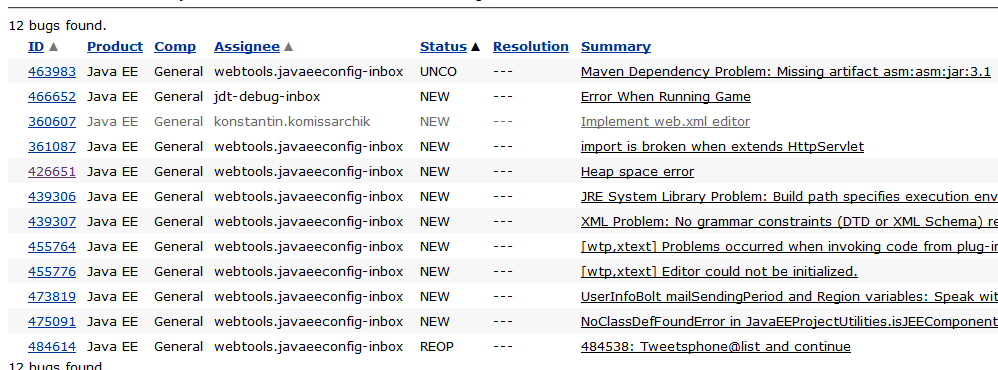 12 bugs found.
ID ▲ Product Comp Assignee ▲ Status ▲ Resolution Summary
463983 Java EE General webtools.javaeeconfig-inbox UNCO --- Maven Dependency Problem: Missing artifact asm:asm:jar:3.1
466652 Java EE General jdt-debug-inbox NEW --- Error When Running Game
360607 Java EE General konstantin.komissarchik NEW --- Implement web.xml editor
361087 Java EE General webtools.javaeeconfig-inbox NEW --- import is broken when extends HttpServlet
426651 Java EE General webtools.javaeeconfig-inbox NEW --- Heap space error
439306 Java EE General webtools.javaeeconfig-inbox NEW --- JRE System Library Problem: Build path specifies execution env
439307 Java EE General webtools.javaeeconfig-inbox NEW --- XML Problem: No grammar constraints (DTD or XML Schema) re
455764 Java EE General webtools.javaeeconfig-inbox NEW --- [wtp,xtext] Problems occurred when invoking code from plug-in
455776 Java EE General webtools.javaeeconfig-inbox NEW --- [wtp,xtext] Editor could not be initialized.
473819 Java EE General webtools.javaeeconfig-inbox NEW --- UserInfoBolt mailSendingPeriod and Region variables: Speak wit
475091 Java EE General webtools.javaeeconfig-inbox NEW --- NoClassDefFoundError in JavaEEProjectUtilities.isJEEComponent
484614 Java EE General webtools.javaeeconfig-inbox REOP --- 484538: Tweetsphone@list and continue
12 bugs found.